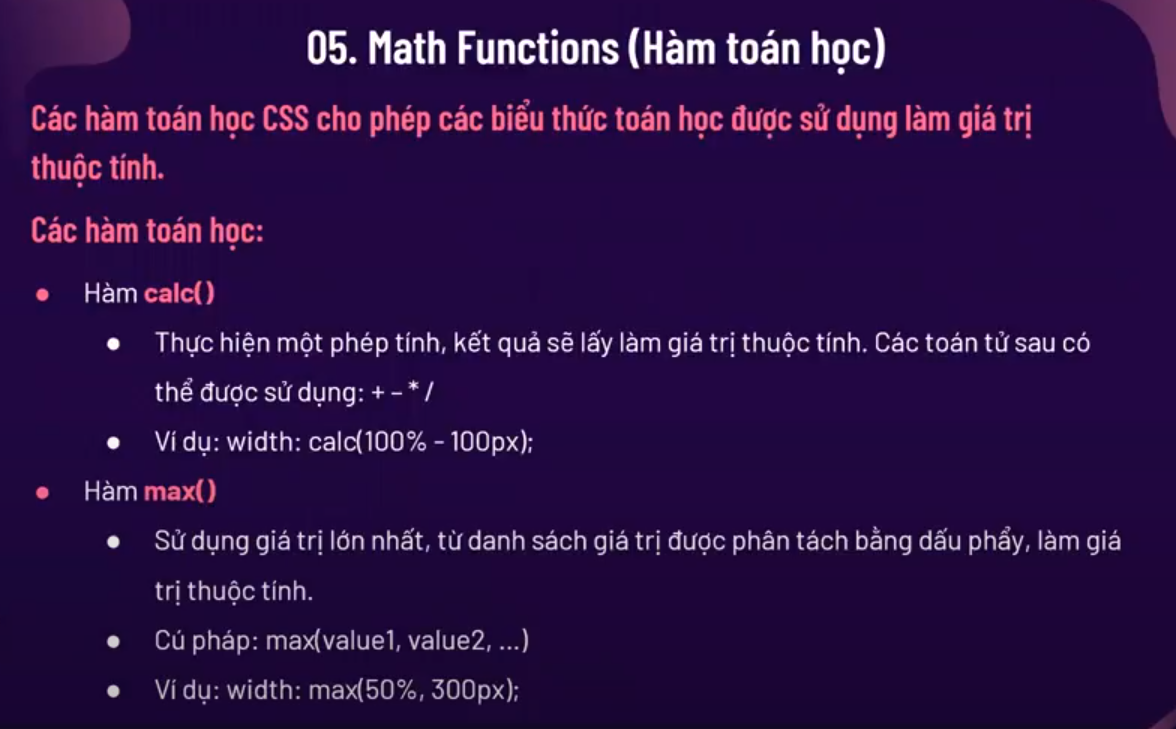 05. Math Functions (Hàm toán học)
Các hàm toán học CSS cho phép các biểu thức toán học được sử dụng làm giá trị
thuộc tính.
Các hàm toán học:
Hàm calc()
Thực hiện một phép tính, kết quả sẽ lấy làm giá trị thuộc tính. Các toán tử sau có
thể được sử dụng: + – * /
Ví dụ: width: calc(100% - 100px);
Hàm max()
Sử dụng giá trị lớn nhất, từ danh sách giá trị được phân tách bằng dấu phẩy, làm giá
trị thuộc tính.
Cú pháp: max(value1, value2, ...)
Ví dụ: width: max(50%, 300px);